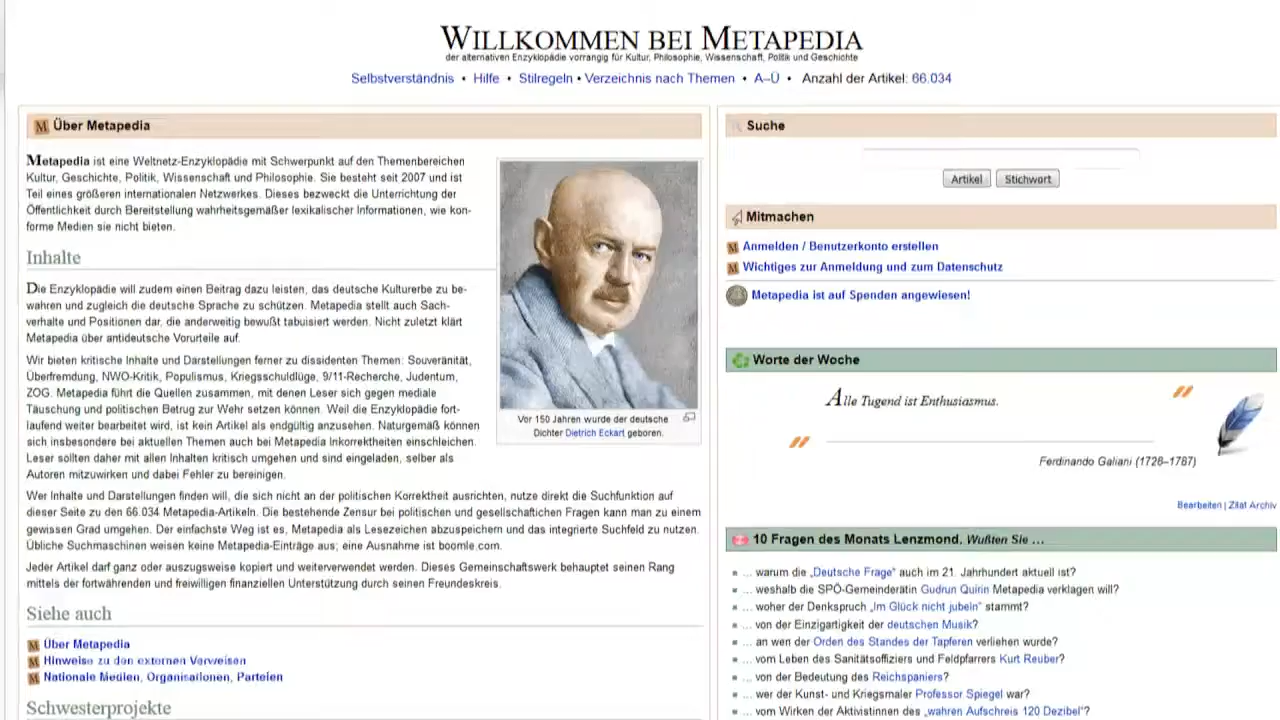 WILLKOMMEN BEI METAPEDIA
der alternativen Enzyklopädie vorrangig für Kultur, Philosophie, Wissenschaft, Politik und Geschichte
Selbstverständnis • Hilfe • Stilregeln • Verzeichnis nach Themen • A–Ü • Anzahl der Artikel: 66.034
Über Metapedia
Metapedia ist eine Weltnetz-Enzyklopädie mit Schwerpunkt auf den Themenbereichen
Kultur, Geschichte, Politik, Wissenschaft und Philosophie. Sie besteht seit 2007 und ist
Teil eines größeren internationalen Netzwerkes. Dieses bezweckt die Unterrichtung der
Öffentlichkeit durch Bereitstellung wahrheitsgemäßer lexikalischer Informationen, wie kon-
forme Medien sie nicht bieten.
Inhalte
Die Enzyklopädie will zudem einen Beitrag dazu leisten, das deutsche Kulturerbe zu be-
wahren und zugleich die deutsche Sprache zu schützen. Metapedia stellt auch Sach-
verhalte und Positionen dar, die anderweitig bewußt tabuisiert werden. Nicht zuletzt klärt
Metapedia über antideutsche Vorurteile auf.
Wir bieten kritische Inhalte und Darstellungen ferner zu dissidenten Themen: Souveränität,
Überfremdung, NWO-Kritik, Populismus, Kriegsschuldlüge, 9/11-Recherche, Judentum,
ZOG. Metapedia führt die Quellen zusammen, mit denen Leser sich gegen mediale
Täuschung und politischen Betrug zur Wehr setzen können. Weil die Enzyklopädie fort-
laufend weiter bearbeitet wird, ist kein Artikel als endgültig anzusehen. Naturgemäß können
sich insbesondere bei aktuellen Themen auch bei Metapedia Inkorrektheiten einschleichen.
Leser sollten daher mit allen Inhalten kritisch umgehen und sind eingeladen, selber als
Autoren mitzuwirken und dabei Fehler zu bereinigen.
Vor 150 Jahren wurde der deutsche
Dichter Dietrich Eckart geboren.
Wer Inhalte und Darstellungen finden will, die sich nicht an der politischen Korrektheit ausrichten, nutze direkt die Suchfunktion auf
dieser Seite zu den 66.034 Metapedia-Artikeln. Die bestehende Zensur bei politischen und gesellschaftlichen Fragen kann man zu einem
gewissen Grad umgehen. Der einfachste Weg ist es, Metapedia als Lesezeichen abzuspeichern und das integrierte Suchfeld zu nutzen.
Übliche Suchmaschinen weisen keine Metapedia-Einträge aus; eine Ausnahme ist boomle.com.
Jeder Artikel darf ganz oder auszugsweise kopiert und weiterverwendet werden. Dieses Gemeinschaftswerk behauptet seinen Rang
mittels der fortwährenden und freiwilligen finanziellen Unterstützung durch seinen Freundeskreis.
Siehe auch
Über Metapedia
Hinweise zu den externen Verweisen
Nationale Medien, Organisationen, Parteien
Schwesterprojekte
Suche
Artikel Stichwort
Mitmachen
Anmelden / Benutzerkonto erstellen
Wichtiges zur Anmeldung und zum Datenschutz
Metapedia ist auf Spenden angewiesen!
Worte der Woche
Alle Tugend ist Enthusiasmus.
Ferdinando Galiani (1728–1787)
Bearbeiten | Zitat Archiv
10 Fragen des Monats Lenzmond. Wußten Sie ...
... warum die „Deutsche Frage“ auch im 21. Jahrhundert aktuell ist?
... weshalb die SPÖ-Gemeinderätin Gudrun Quirin Metapedia verklagen will?
... woher der Denkspruch „Im Glück nicht jubeln“ stammt?
... von der Einzigartigkeit der deutschen Musik?
... an wen der Orden des Standes der Tapferen verliehen wurde?
... vom Leben des Sanitätsoffiziers und Feldpfarrers Kurt Reuber?
... von der Bedeutung des Reichspaniers?
... wer der Kunst- und Kriegsmaler Professor Spiegel war?
... vom Wirken der Aktivistinnen des „wahren Aufschreis 120 Dezibel“?